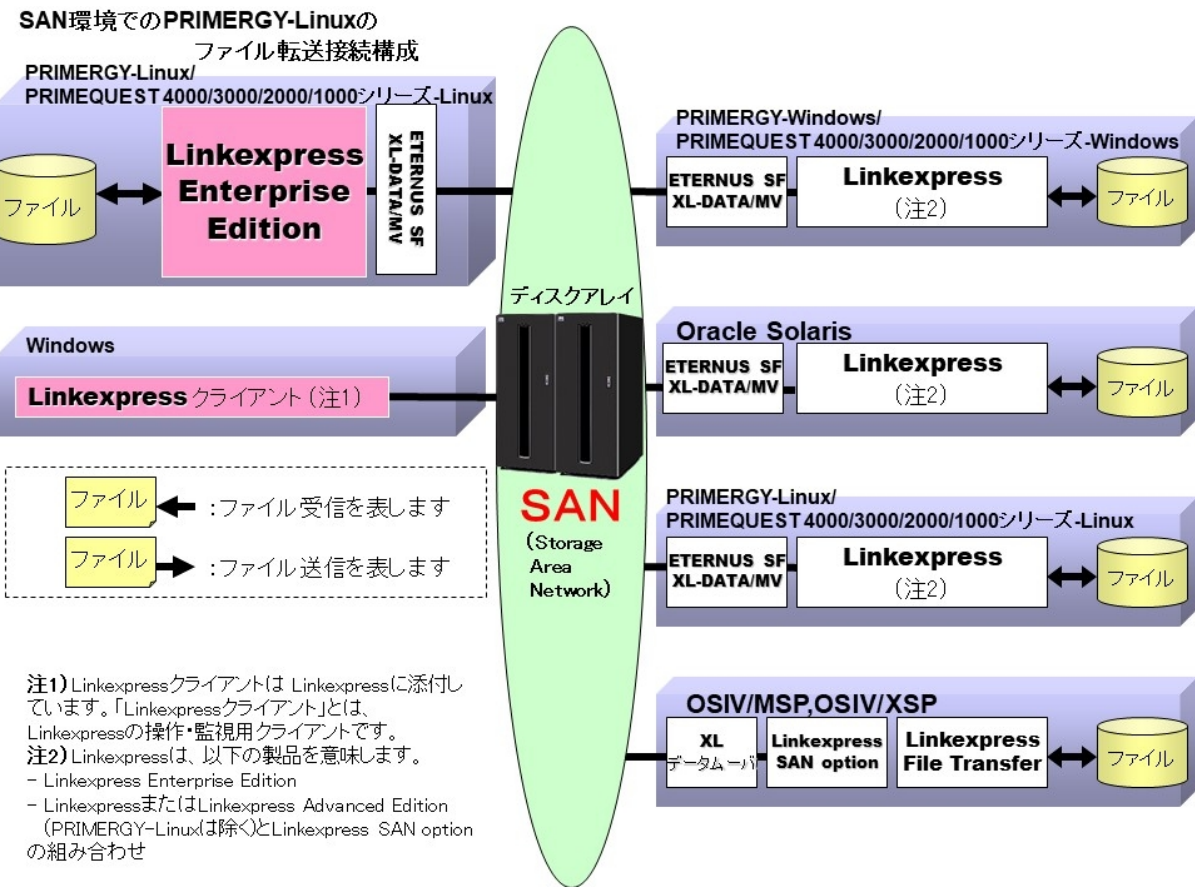 SAN環境でのPRIMERGY-Linuxの
ファイル転送接続構成
PRIMERGY-Linux/
PRIMEQUEST 4000/3000/2000/1000シリーズ-Linux
ファイル
Linkexpress
Enterprise
Edition
ETERNUS SF
XL-DATA/MV
Windows
Linkexpress クライアント（注1）
ファイル
:ファイル受信を表します
ファイル
:ファイル送信を表します
注1)Linkexpressクライアントは Linkexpressに添付し
ています。「Linkexpressクライアント」とは、
Linkexpressの操作・監視用クライアントです。
注2)Linkexpressは、以下の製品を意味します。
- Linkexpress Enterprise Edition
- LinkexpressまたはLinkexpress Advanced Edition
（PRIMERGY-Linuxは除く）とLinkexpress SAN option
の組み合わせ
ディスクアレイ
SAN
(Storage
Area
Network)
PRIMERGY-Windows/
PRIMEQUEST 4000/3000/2000/1000シリーズ-Windows
ETERNUS SF
XL-DATA/MV
Linkexpress
（注2）
ファイル
Oracle Solaris
ETERNUS SF
XL-DATA/MV
Linkexpress
（注2）
ファイル
PRIMERGY-Linux/
PRIMEQUEST 4000/3000/2000/1000シリーズ-Linux
ETERNUS SF
XL-DATA/MV
Linkexpress
（注2）
ファイル
OSIV/MSP,OSIV/XSP
XL
データムーバ
Linkexpress
SAN option
Linkexpress
File Transfer
ファイル